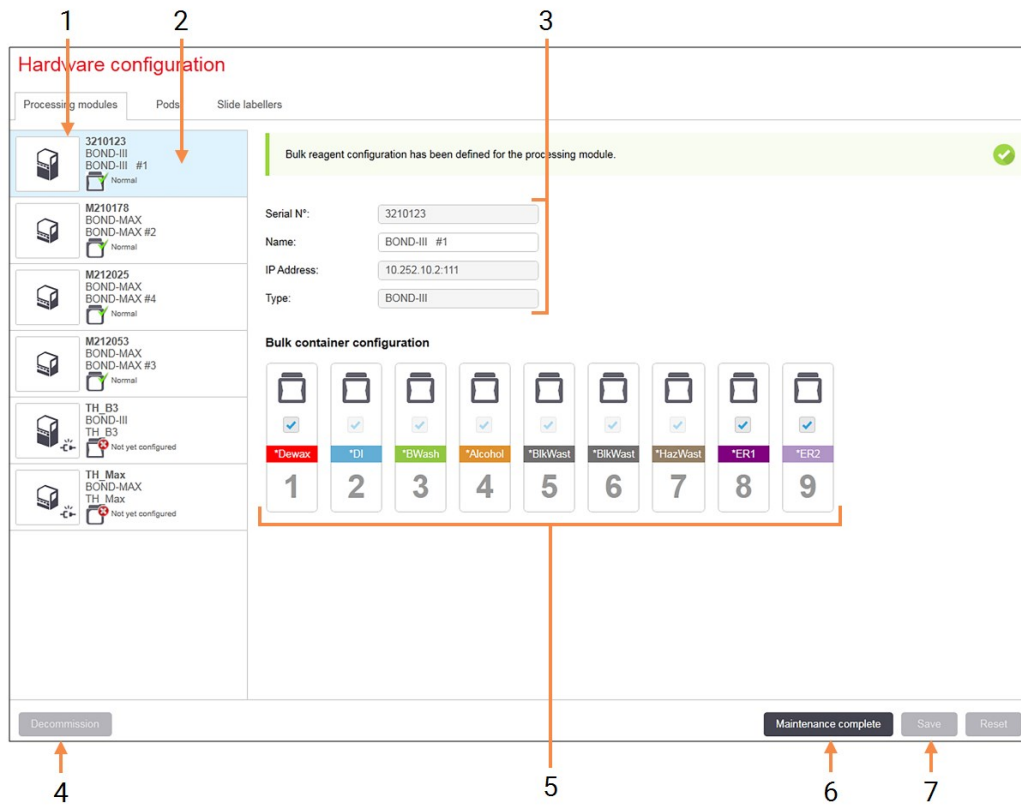 1 2 3
Hardware configuration
Processing modules Pods Slide labellers
3210123
BOND-III
BOND-III #1
Normal
M210178
BOND-MAX
BOND-MAX #2
Normal
M212025
BOND-MAX
BOND-MAX #4
Normal
M212053
BOND-MAX
BOND-MAX #3
Normal
TH_B3
BOND-III
TH_B3
Not yet configured
TH_Max
BOND-MAX
TH_Max
Not yet configured
Bulk reagent configuration has been defined for the processing module.
Serial N°: 3210123
Name: BOND-III #1
IP Address: 10.252.10.2:111
Type: BOND-III
Bulk container configuration
*Dewax *DI *BWash *Alcohol *BlkWast *BlkWast *HazWast *ER1 *ER2
1 2 3 4 5 6 7 8 9
Decommission Maintenance complete Save Reset
4 5 6 7